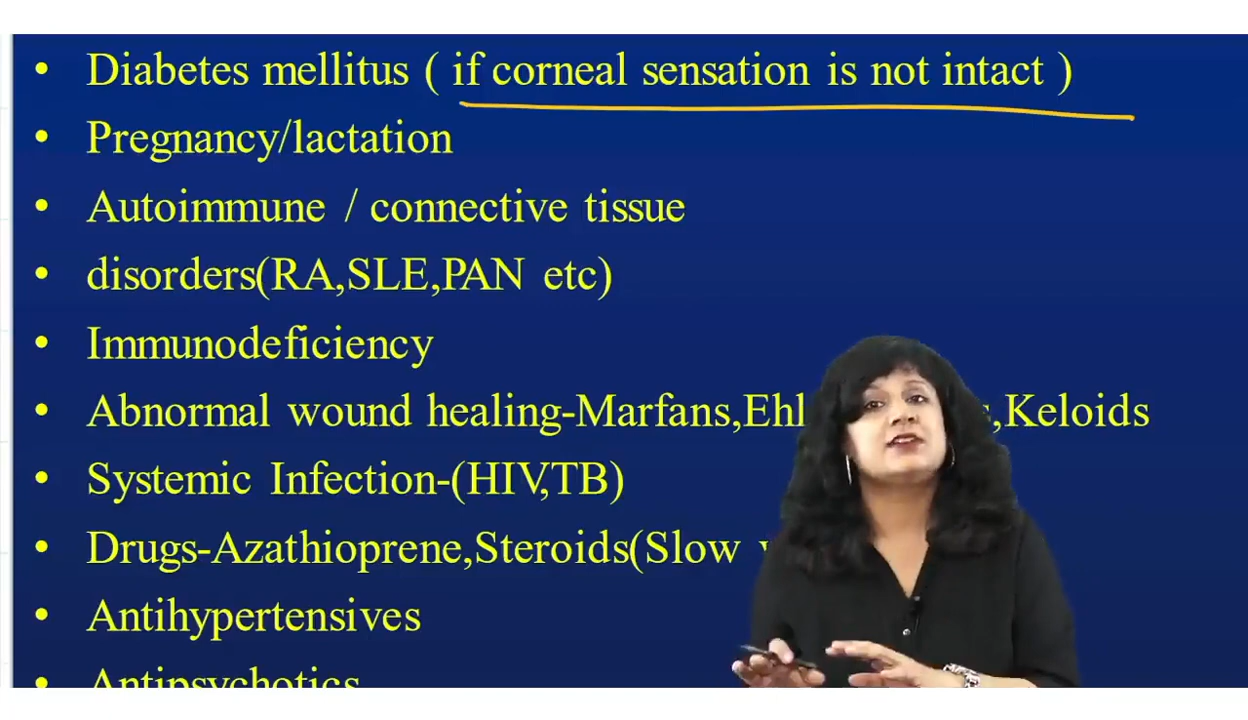 • Diabetes mellitus ( if corneal sensation is not intact )
• Pregnancy/lactation
• Autoimmune / connective tissue
• disorders(RA,SLE,PAN etc)
• Immunodeficiency
• Abnormal wound healing-Marfans,Ehl ,Keloids
• Systemic Infection-(HIV,TB)
• Drugs-Azathioprene,Steroids(Slow
• Antihypertensives
• Antipsychotics